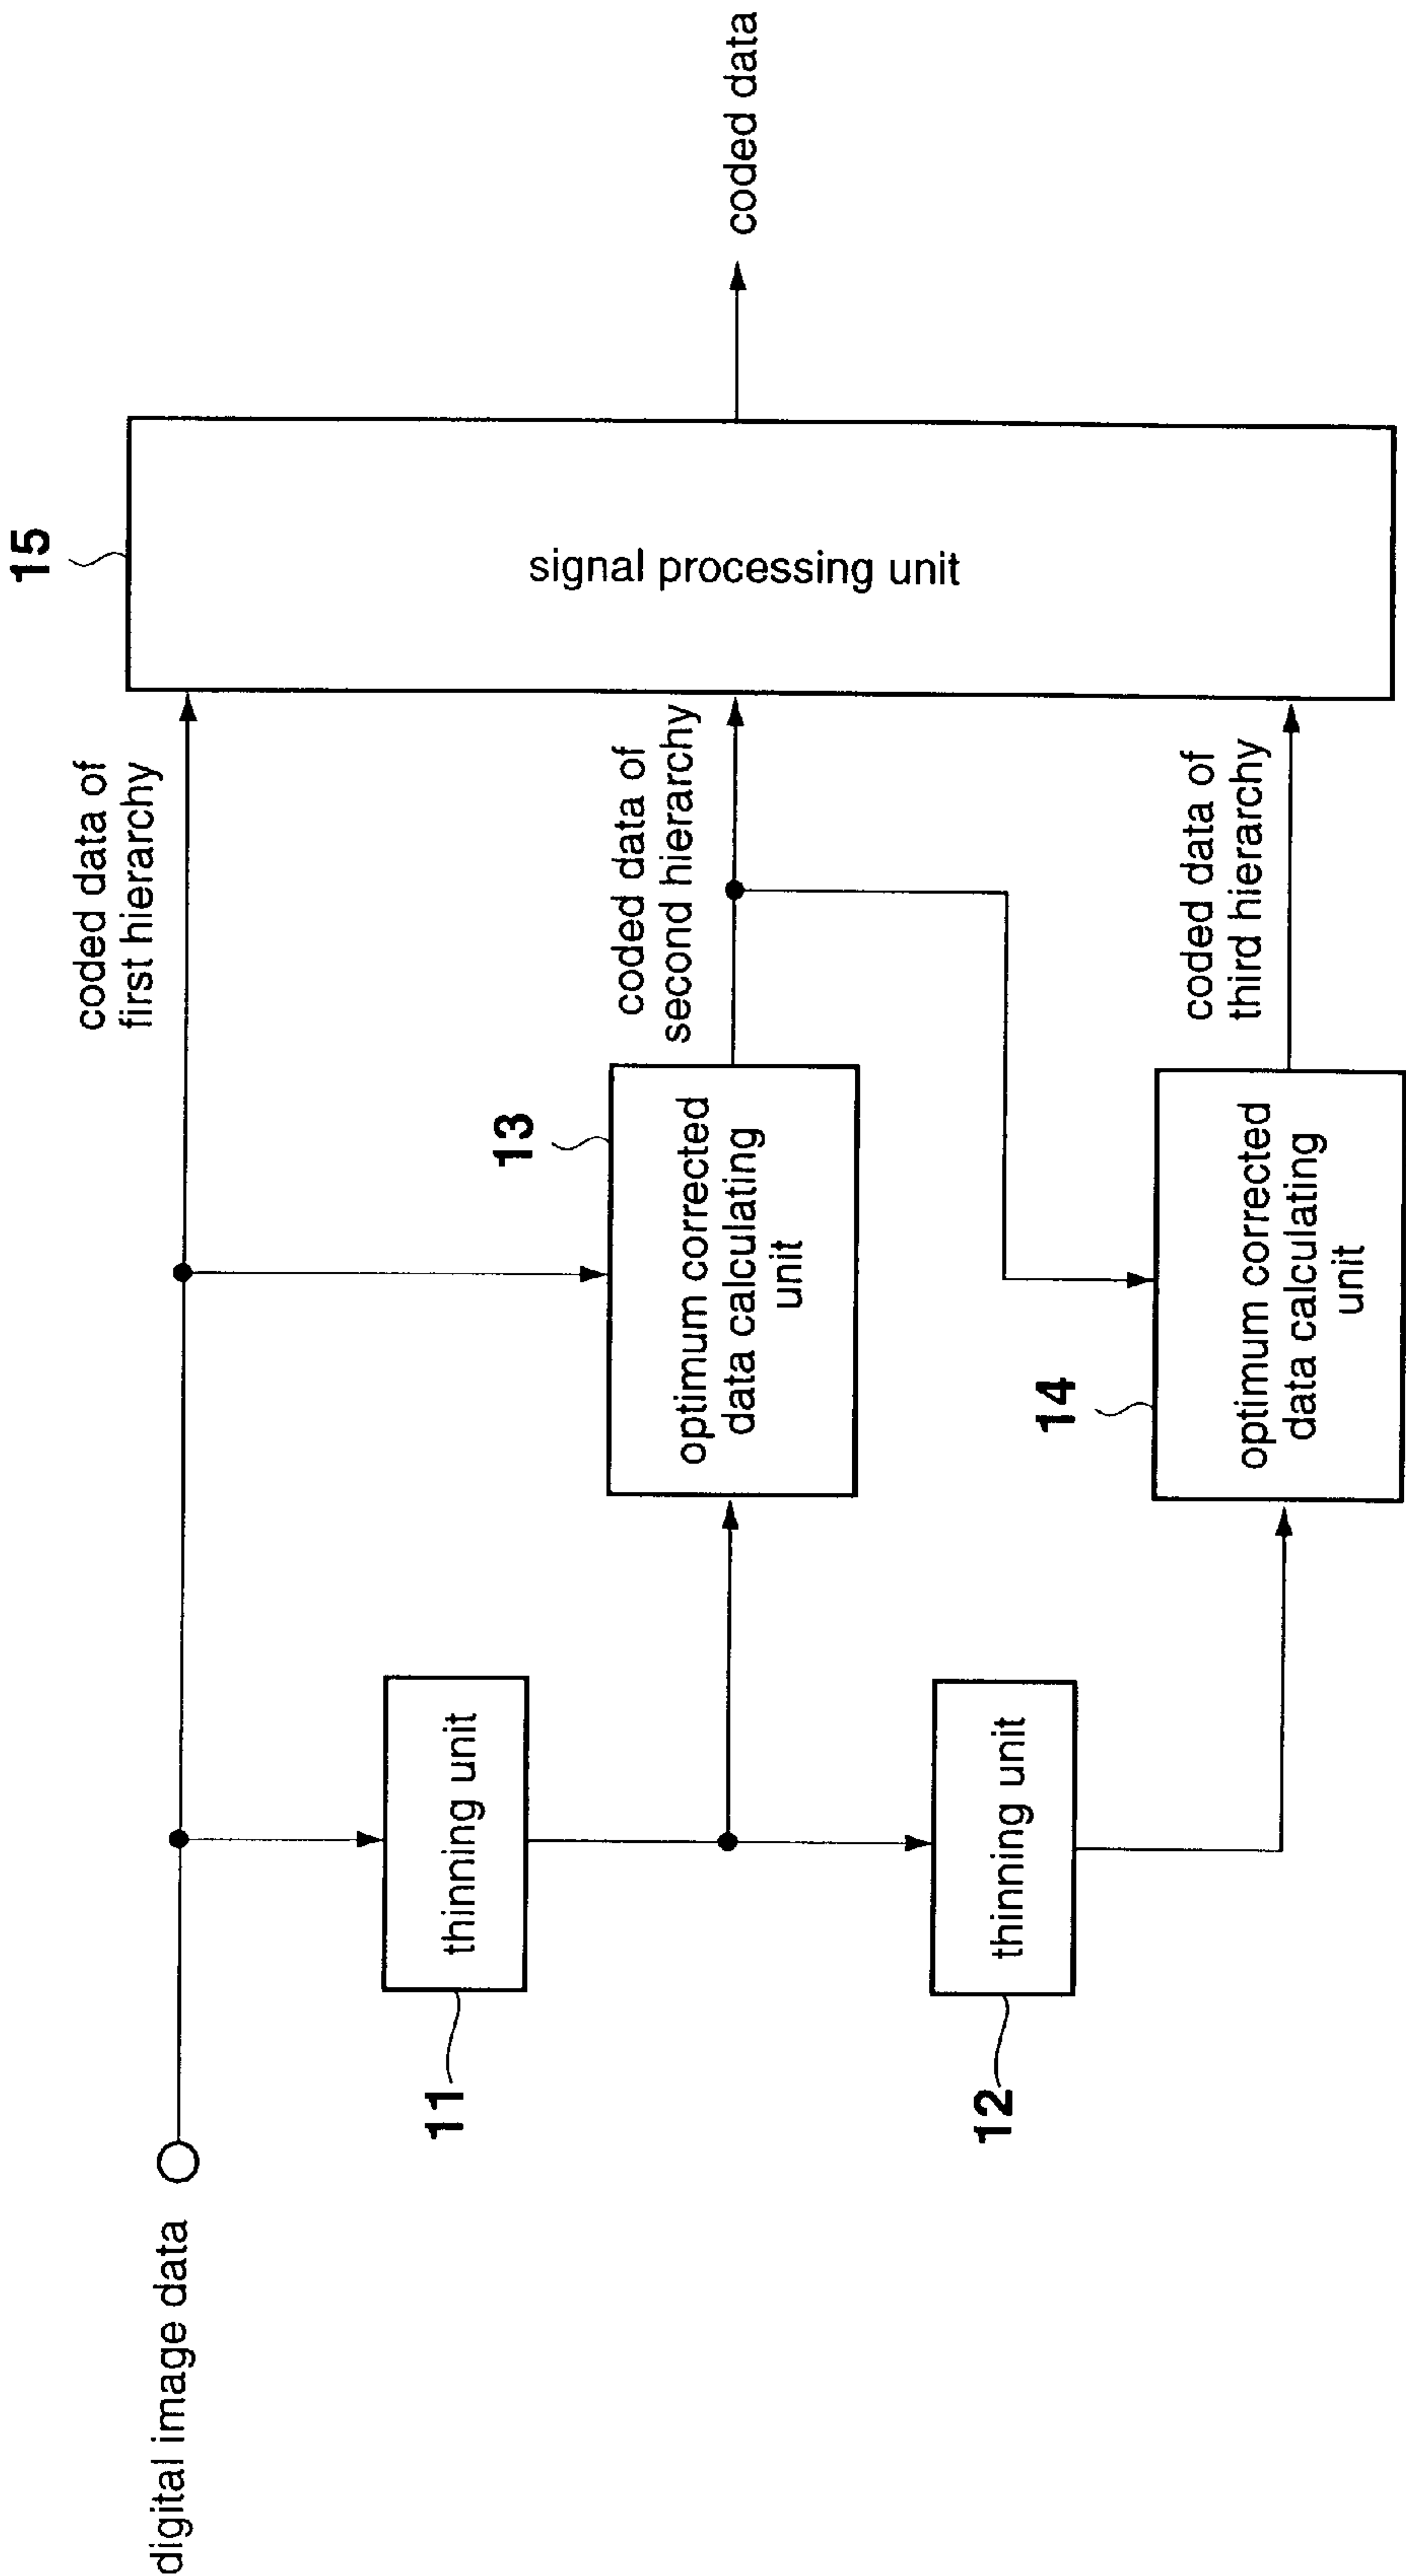 digital image data
11
thinning unit
12
thinning unit
13
optimum corrected
data calculating
unit
14
optimum corrected
data calculating
unit
coded data of
first hierarchy
coded data of
second hierarchy
coded data of
third hierarchy
15
signal processing unit
coded data